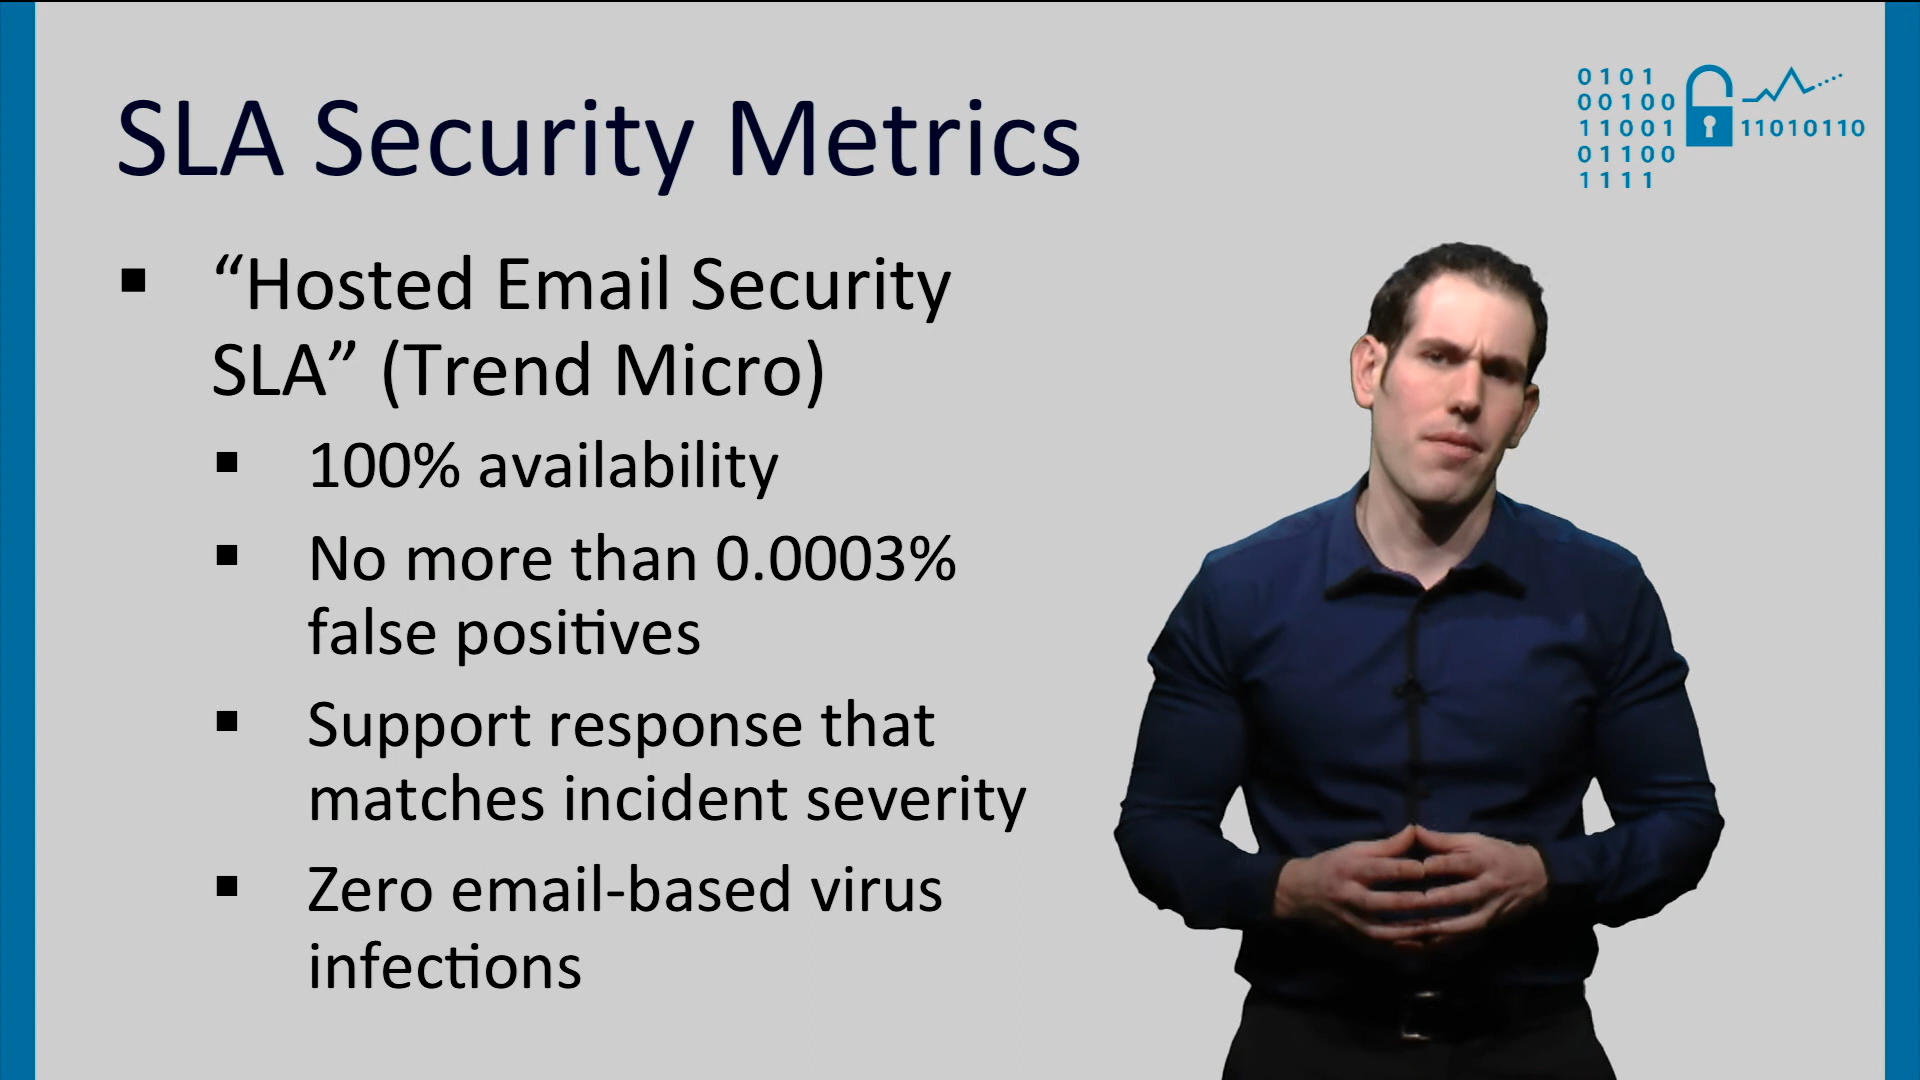 SLA Security Metrics
0101
00100
11001
01100
1111
11010110
▪ “Hosted Email Security
SLA” (Trend Micro)
▪ 100% availability
▪ No more than 0.0003%
false positives
▪ Support response that
matches incident severity
▪ Zero email-based virus
infections